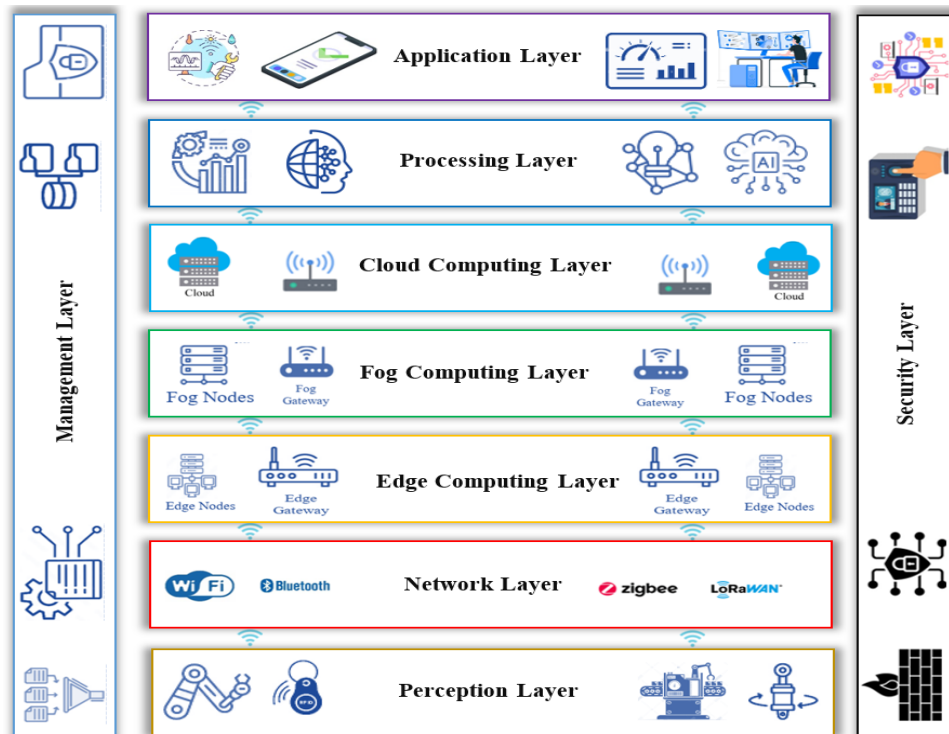 Application Layer
Processing Layer
AI
Cloud Computing Layer
Cloud
Cloud
Fog Computing Layer
Fog Nodes
Fog
Gateway
Fog
Gateway
Fog Nodes
Edge Computing Layer
Edge Nodes
Edge
Gateway
Edge
Gateway
Edge Nodes
Network Layer
WiFi
Bluetooth
zigbee
LoRaWAN
Perception Layer
RFID
Management Layer
Security Layer